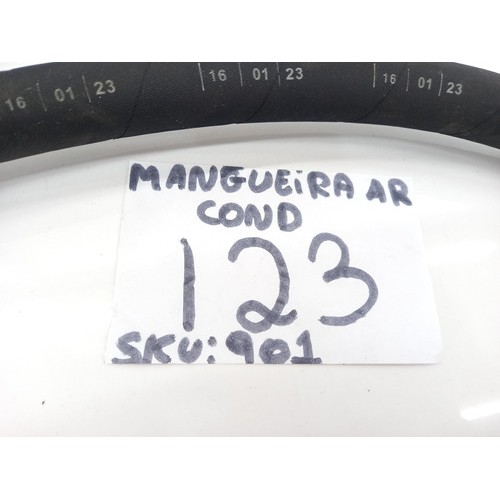 16 | 01 | 23 | 16 | 01 | 23 | 16 | 01 | 23
MANGUEiRA AR
COND
123
SKU: 901